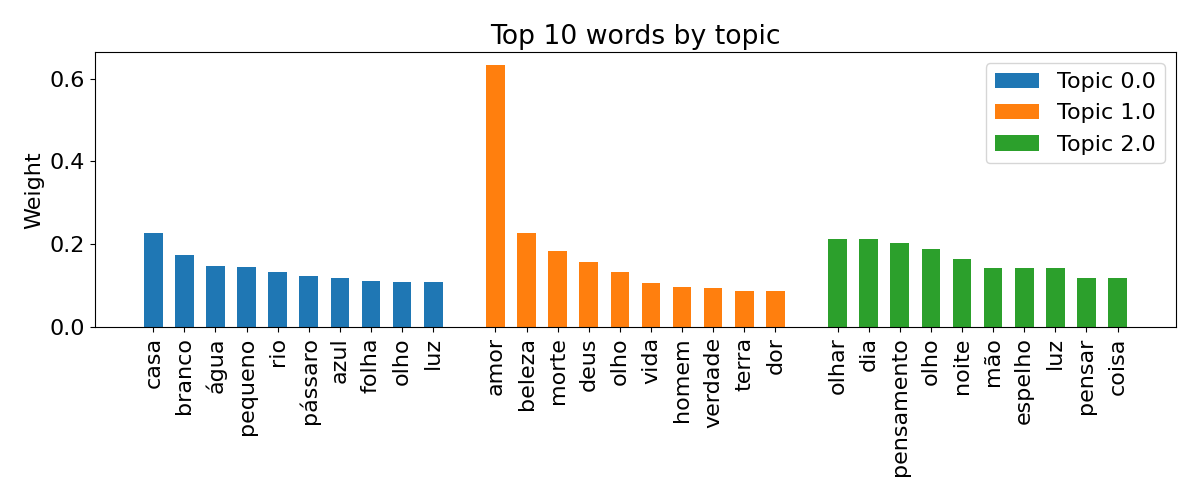 Top 10 words by topic
Weight
0.6
0.4
0.2
0.0
Topic 0.0
Topic 1.0
Topic 2.0
casa
branco
água
pequeno
rio
pássaro
azul
folha
olho
luz
amor
beleza
morte
deus
olho
vida
homem
verdade
terra
dor
olhar
dia
pensamento
olho
noite
mão
espelho
luz
pensar
coisa